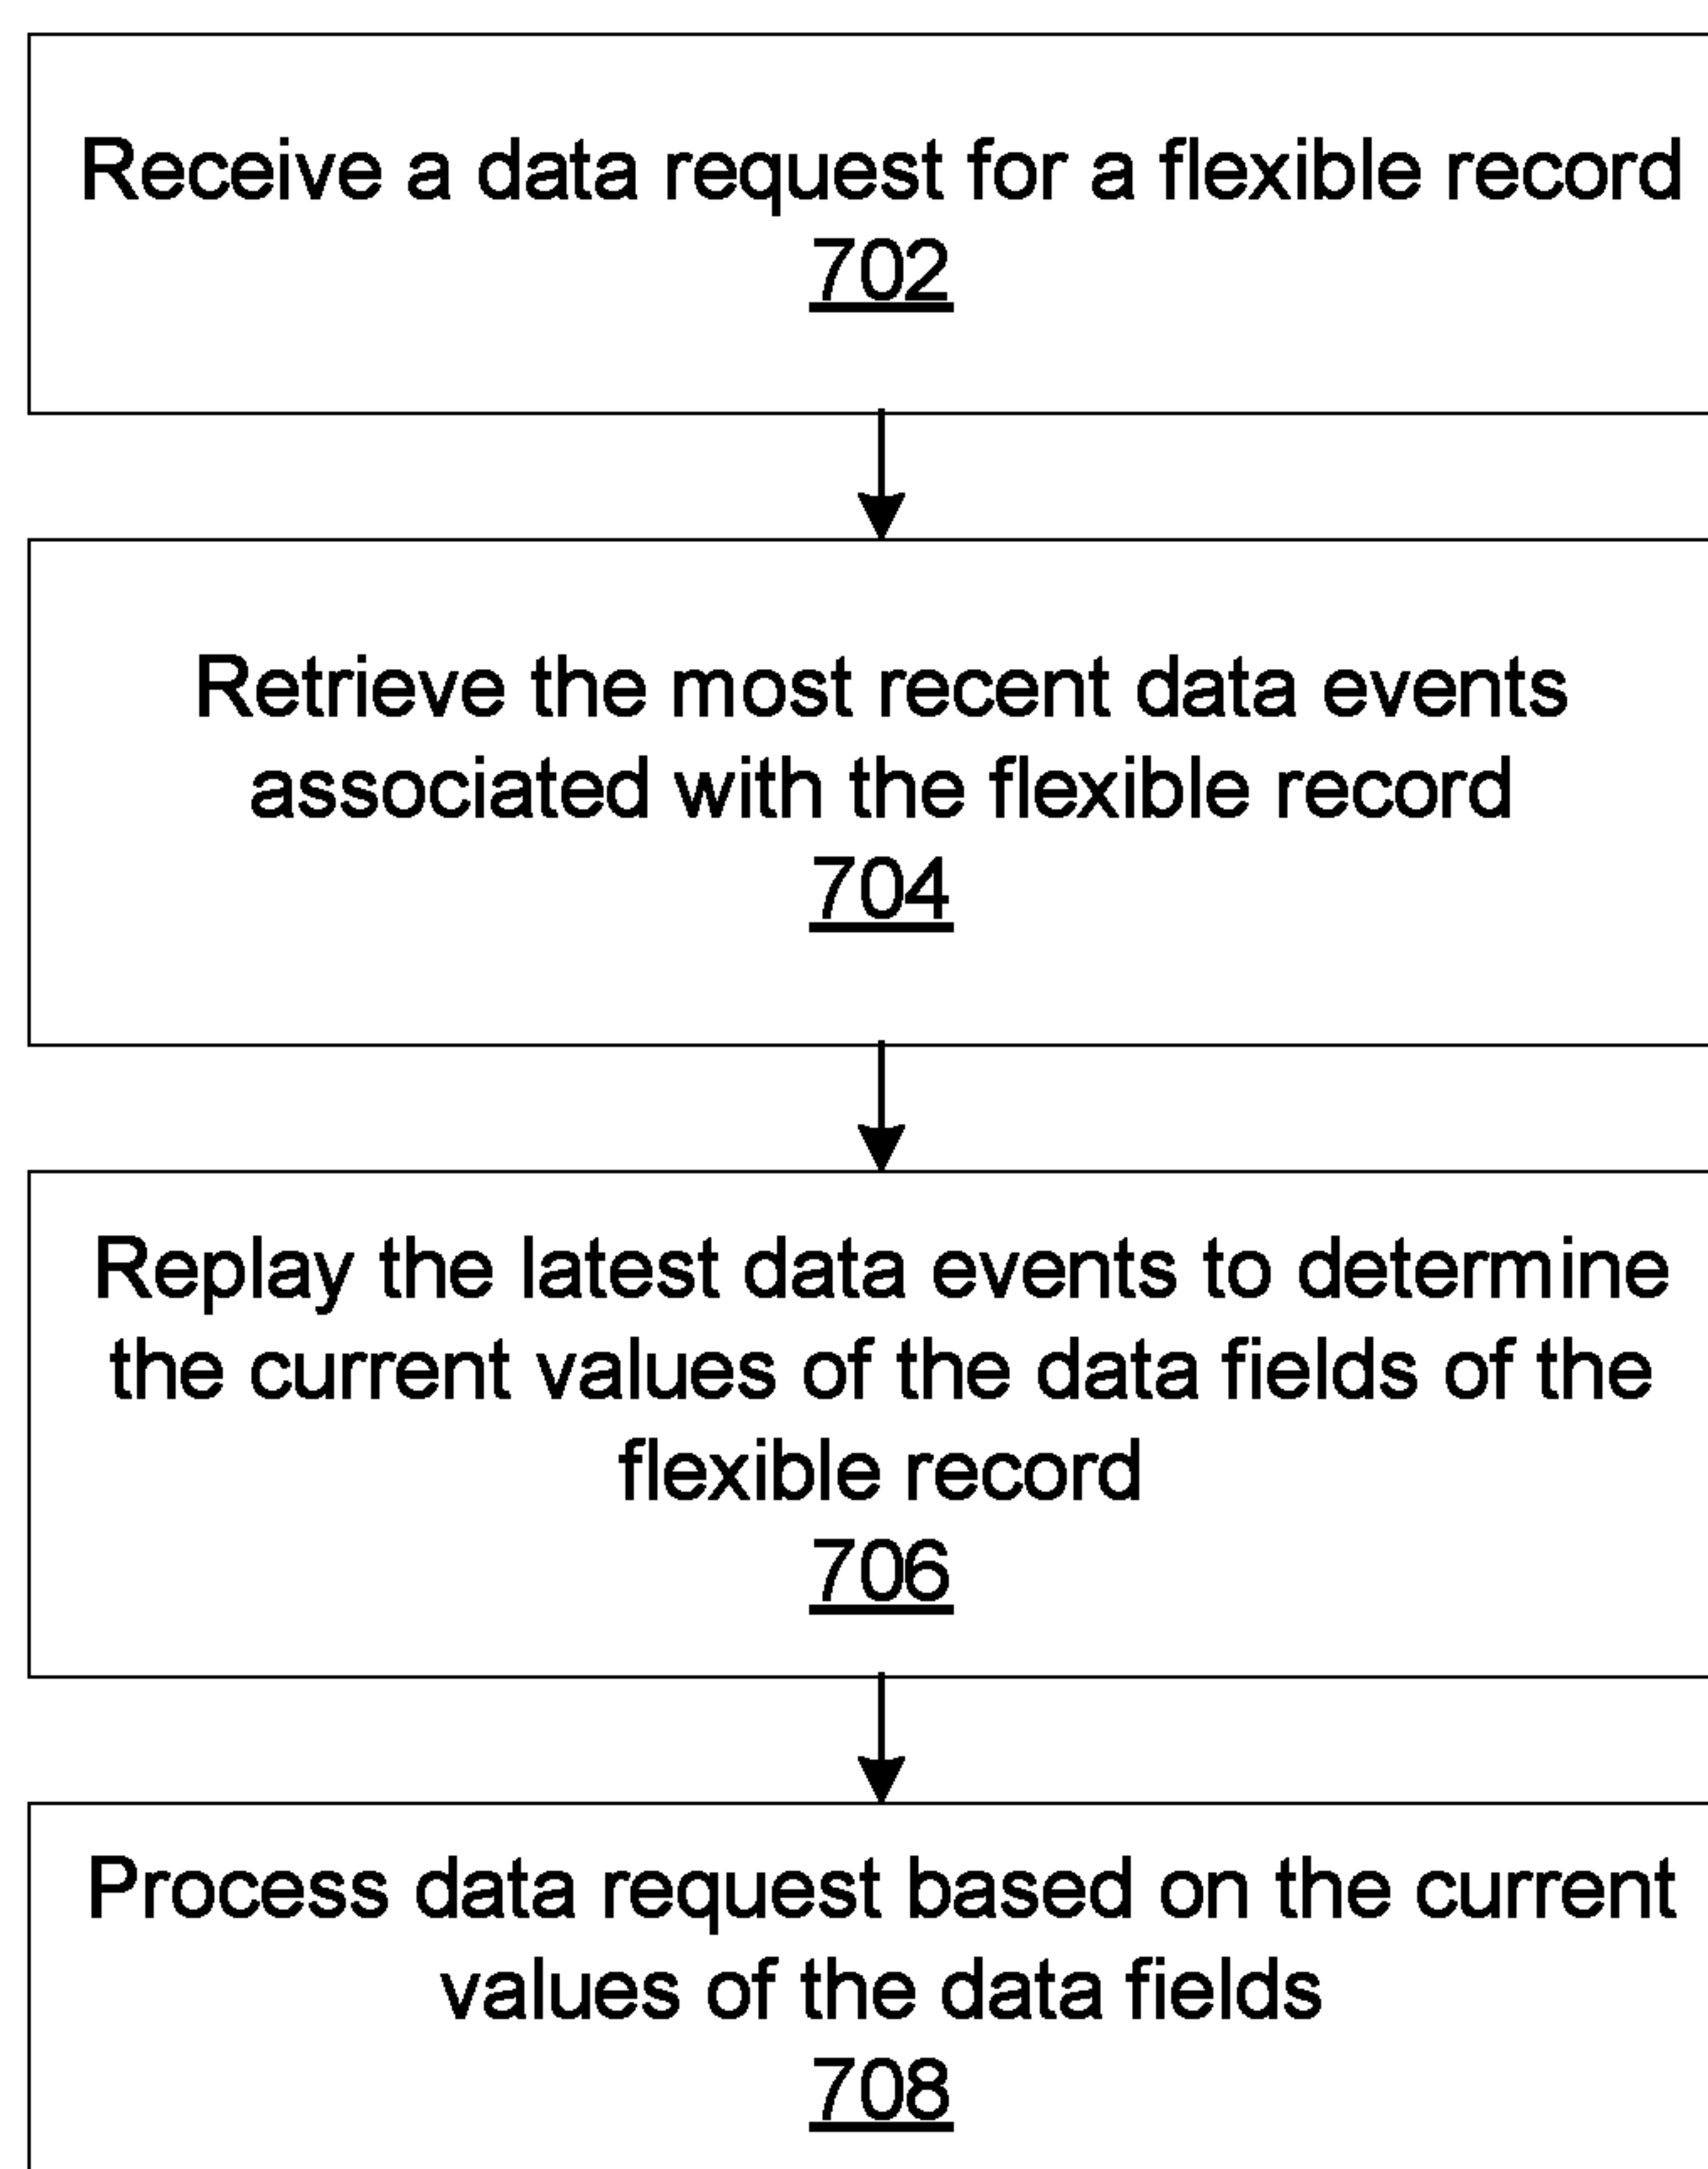 Receive a data request for a flexible record
702
Retrieve the most recent data events
associated with the flexible record
704
Replay the latest data events to determine
the current values of the data fields of the
flexible record
706
Process data request based on the current
values of the data fields
708